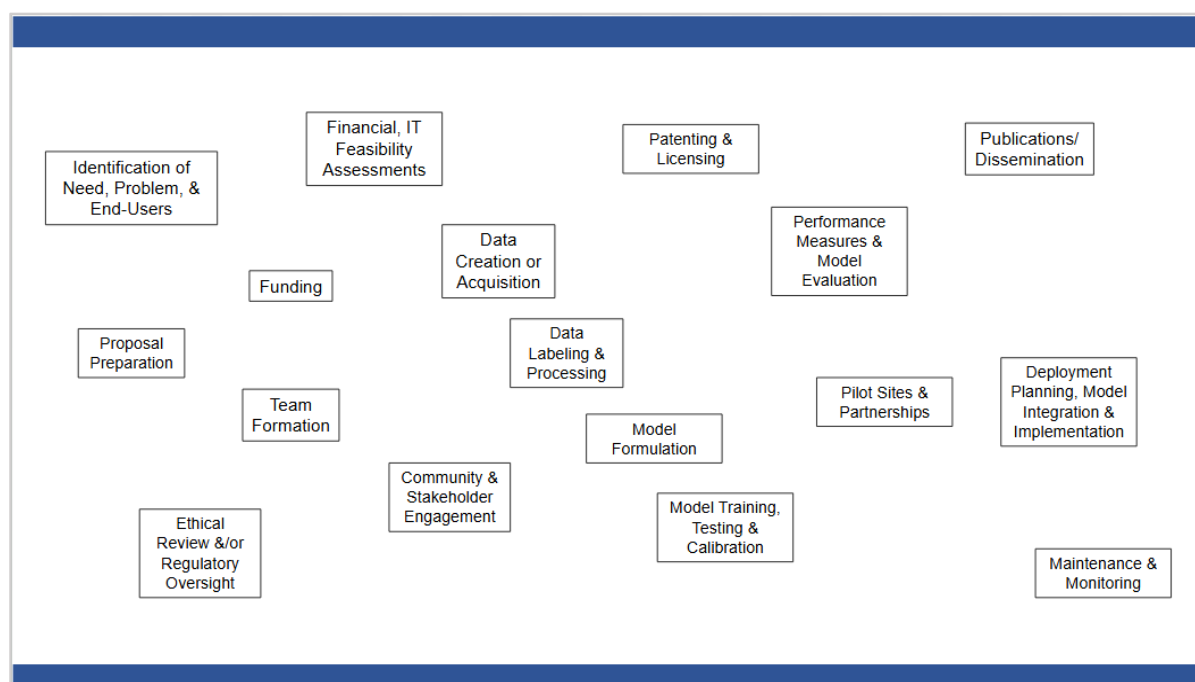 Identification of
Need, Problem, &
End-Users
Financial, IT
Feasibility
Assessments
Patenting &
Licensing
Publications/
Dissemination
Data
Creation or
Acquisition
Performance
Measures &
Model
Evaluation
Funding
Proposal
Preparation
Data
Labeling &
Processing
Team
Formation
Pilot Sites &
Partnerships
Deployment
Planning, Model
Integration &
Implementation
Model
Formulation
Community &
Stakeholder
Engagement
Model Training,
Testing &
Calibration
Ethical
Review &/or
Regulatory
Oversight
Maintenance &
Monitoring